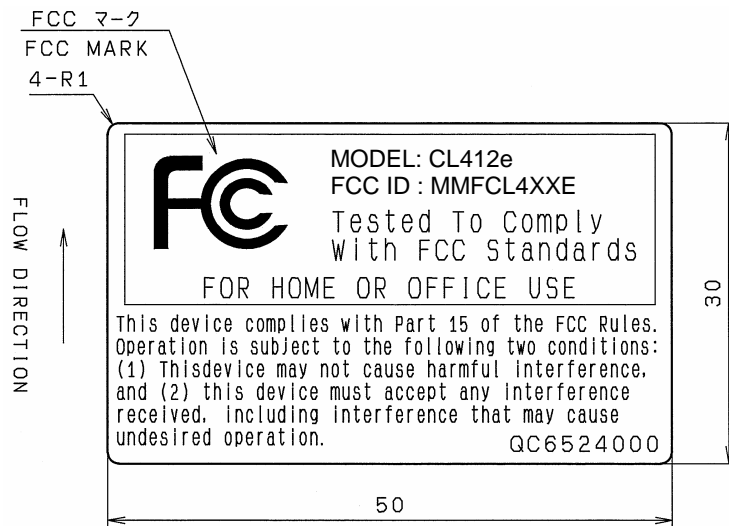 FCC マーク
FCC MARK
4-R1
FLOW DIRECTION
FC
MODEL: CL412e
FCC ID : MMFCL4XXE
Tested To Comply
With FCC Standards
FOR HOME OR OFFICE USE
This device complies with Part 15 of the FCC Rules.
Operation is subject to the following two conditions:
(1) Thisdevice may not cause harmful interference,
and (2) this device must accept any interference
received, including interference that may cause
undesired operation.
QC6524000
30
50